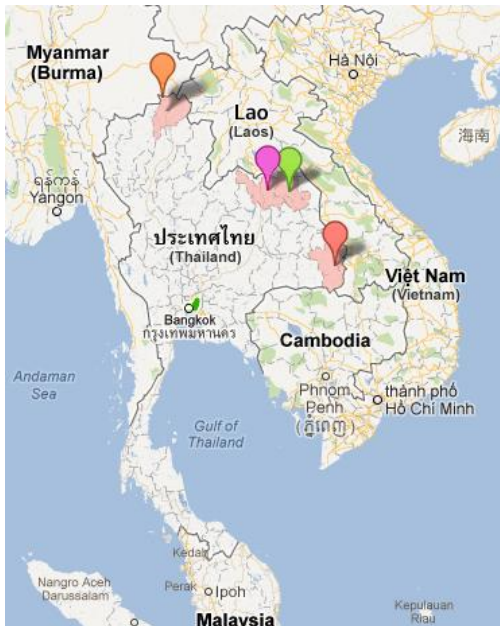 Myanmar
(Burma)
Hà Nội
Lao
(Laos)
海南
ရန်ကုန်
Yangon
ประเทศไทย
(Thailand)
Việt Nam
(Vietnam)
Bangkok
กรุงเทพมหานคร
Cambodia
Andaman
Sea
Phnom
Penh
(ភ្នំពេញ)
thành phố
Hồ Chí Minh
Gulf of
Thailand
Kedah
Nangro Aceh
Darussalam
Perak
Ipoh
Kepulauan
Riau
Malaysia